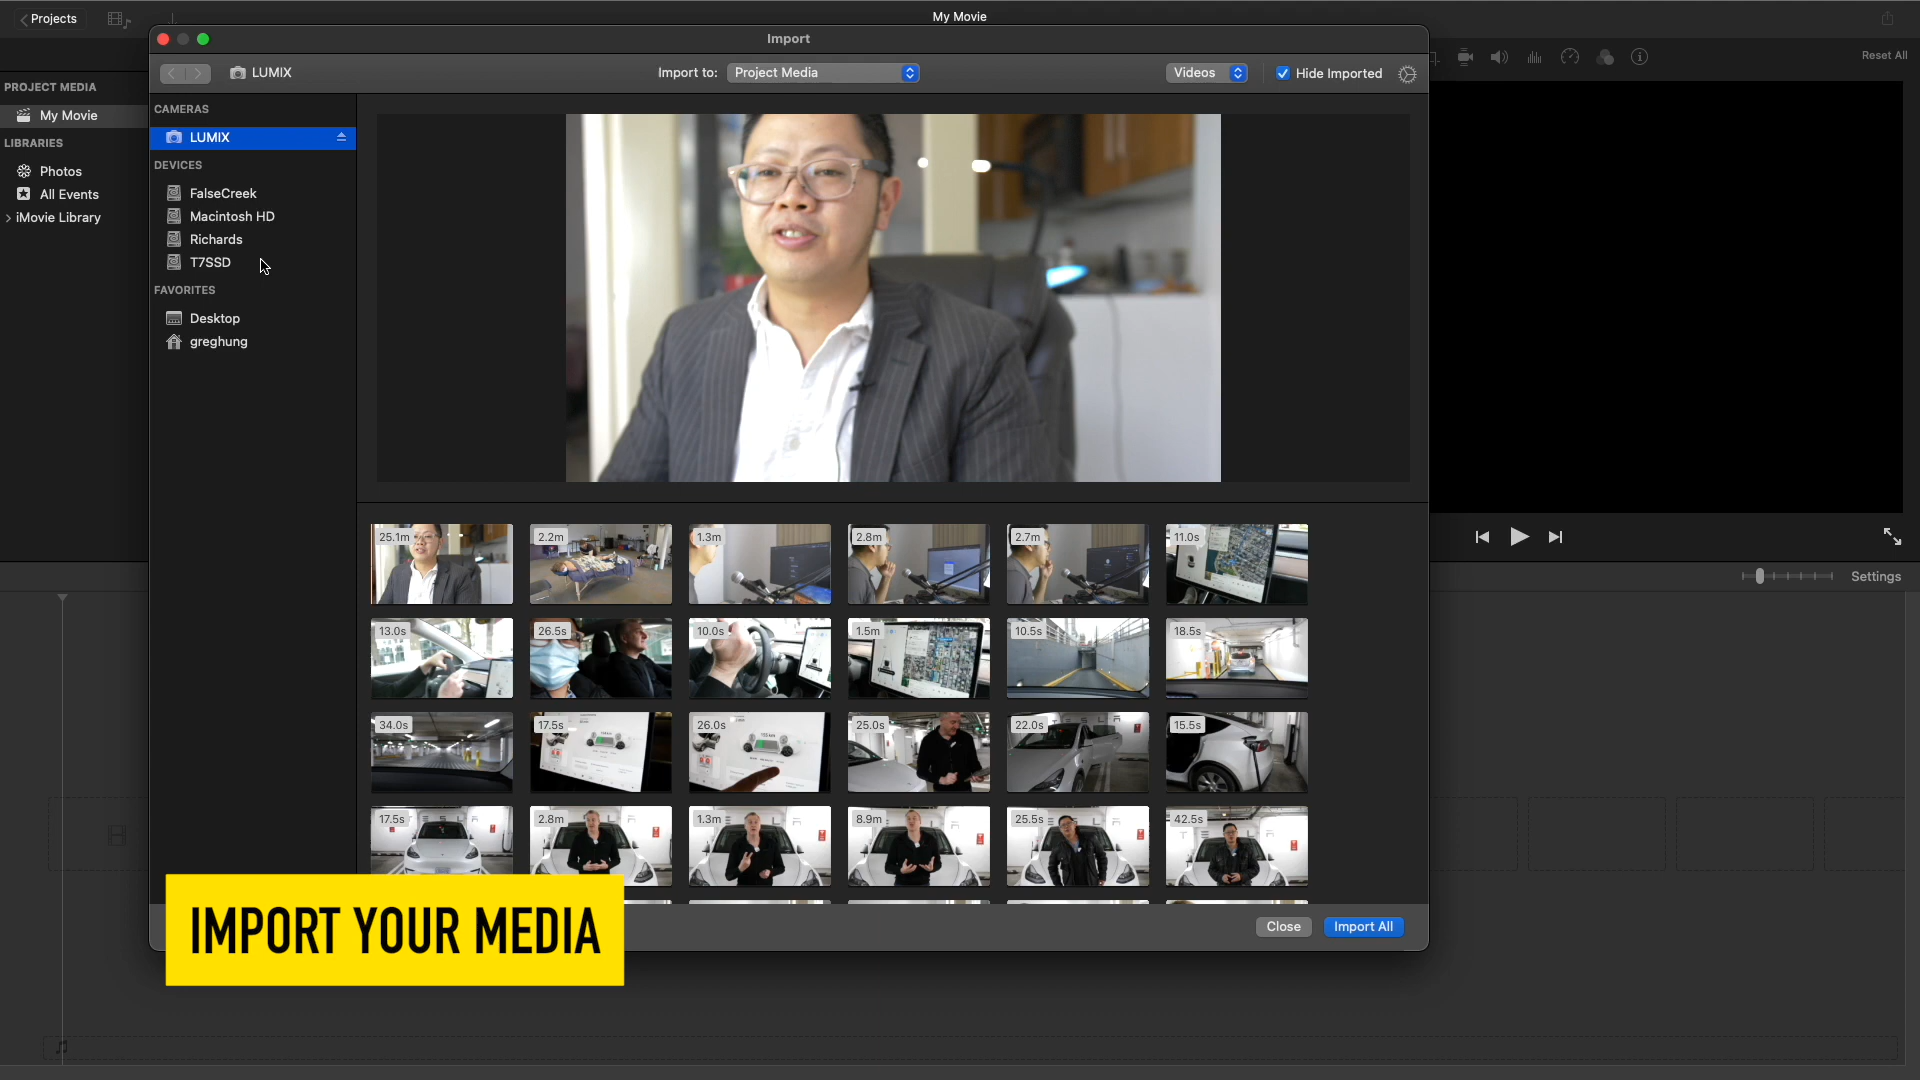 Projects
My Movie
Import
Reset All
LUMIX
Import to:
Project Media
Videos
Hide Imported
PROJECT MEDIA
My Movie
LIBRARIES
Photos
All Events
iMovie Library
CAMERAS
LUMIX
DEVICES
FalseCreek
Macintosh HD
Richards
T7SSD
FAVORITES
Desktop
greghung
25.1m
2.2m
1.3m
2.8m
2.7m
11.0s
13.0s
26.5s
10.0s
1.5m
10.5s
18.5s
34.0s
17.5s
26.0s
25.0s
22.0s
15.5s
17.5s
2.8m
1.3m
8.9m
25.5s
42.5s
Settings
Close
Import All
IMPORT YOUR MEDIA